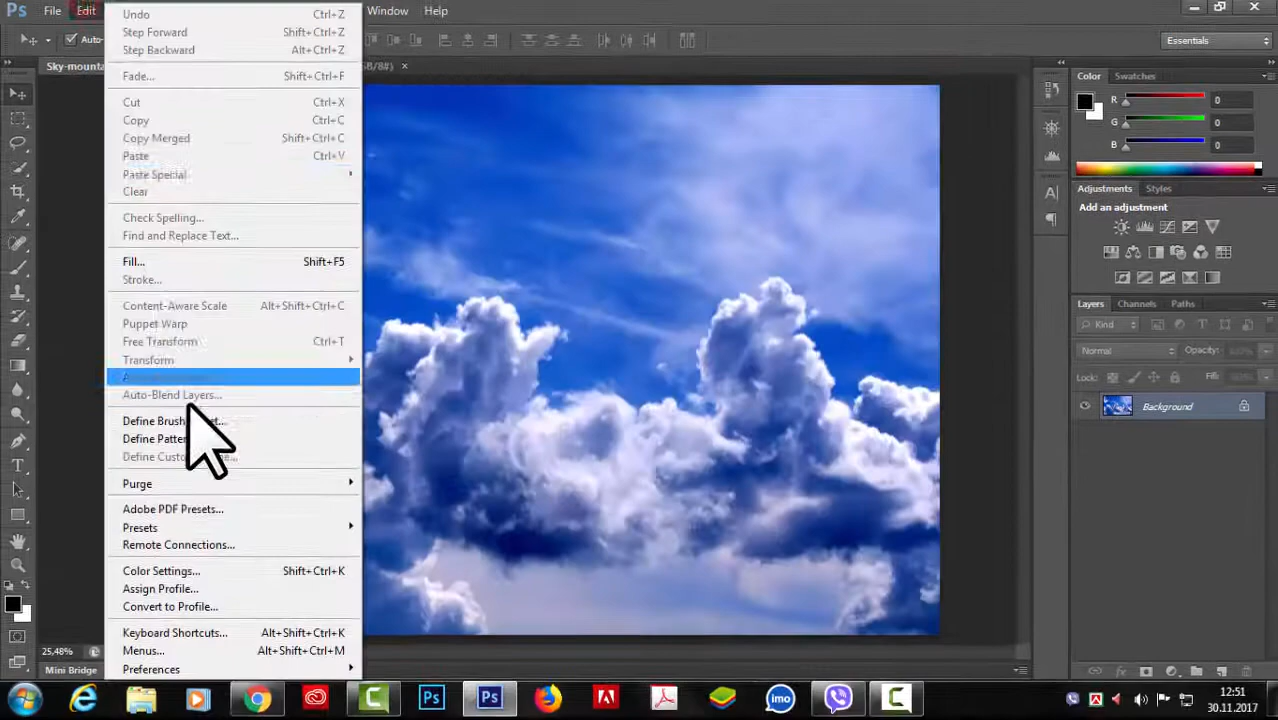 Ps File Edit Window Help
Undo Ctrl+Z
Step Forward Shift+Ctrl+Z
Step Backward Alt+Ctrl+Z
Fade... Shift+Ctrl+F
Cut Ctrl+X
Copy Ctrl+C
Copy Merged Shift+Ctrl+C
Paste Ctrl+V
Paste Special
Clear
Check Spelling...
Find and Replace Text...
Fill... Shift+F5
Stroke...
Content-Aware Scale Alt+Shift+Ctrl+C
Puppet Warp
Free Transform Ctrl+T
Transform
Auto-Blend Layers...
Define Brush
Define
Define
Purge
Adobe PDF Presets...
Presets
Remote Connections...
Color Settings... Shift+Ctrl+K
Assign Profile...
Convert to Profile...
Keyboard Shortcuts... Alt+Shift+Ctrl+K
Menus... Alt+Shift+Ctrl+M
Preferences
Essentials
Color Swatches
R 0
G 0
B 0
Adjustments Styles
Add an adjustment
Layers Channels Paths
Kind
Normal Opacity:
Lock: Fill:
Background
25,48%
Mini Bridge
Ps Ps imo
12:51
30.11.2017